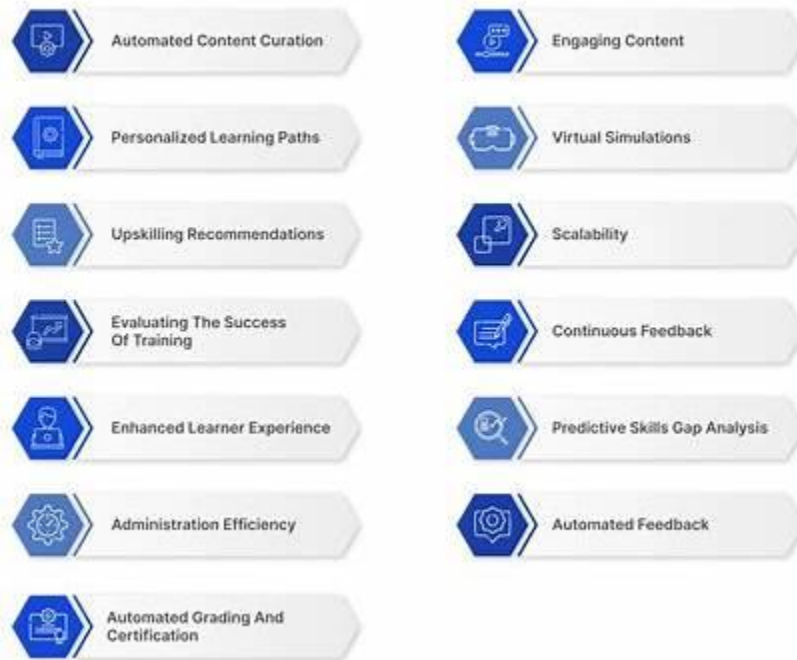 Automated Content Curation
Personalized Learning Paths
Upskilling Recommendations
Evaluating The Success
Of Training
Enhanced Learner Experience
Administration Efficiency
Automated Grading And
Certification
Engaging Content
Virtual Simulations
Scalability
Continuous Feedback
Predictive Skills Gap Analysis
Automated Feedback